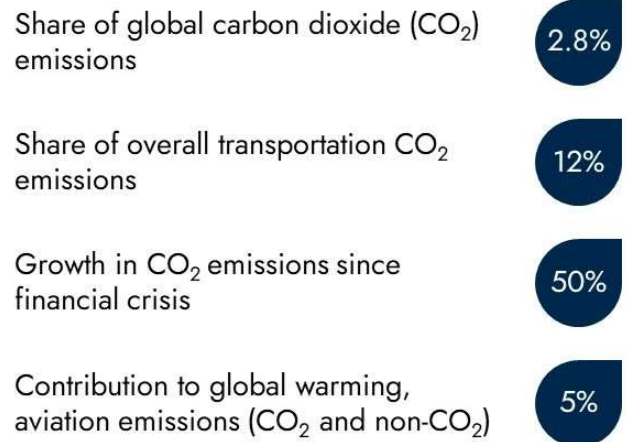 Share of global carbon dioxide (CO₂)
emissions
2.8%
Share of overall transportation CO₂
emissions
12%
Growth in CO₂ emissions since
financial crisis
50%
Contribution to global warming,
aviation emissions (CO₂ and non-CO₂)
5%